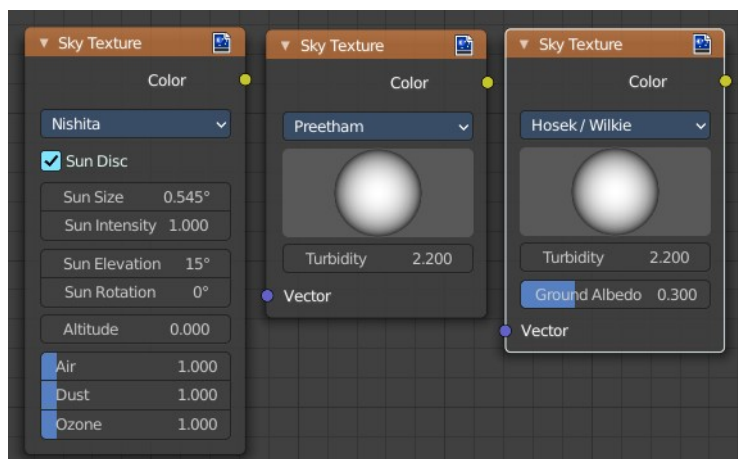 Sky Texture
Color
Nishita
Sun Disc
Sun Size 0.545°
Sun Intensity 1.000
Sun Elevation 15°
Sun Rotation 0°
Altitude 0.000
Air 1.000
Dust 1.000
Ozone 1.000
Sky Texture
Color
Preetham
Turbidity 2.200
Vector
Sky Texture
Color
Hosek / Wilkie
Turbidity 2.200
Ground Albedo 0.300
Vector